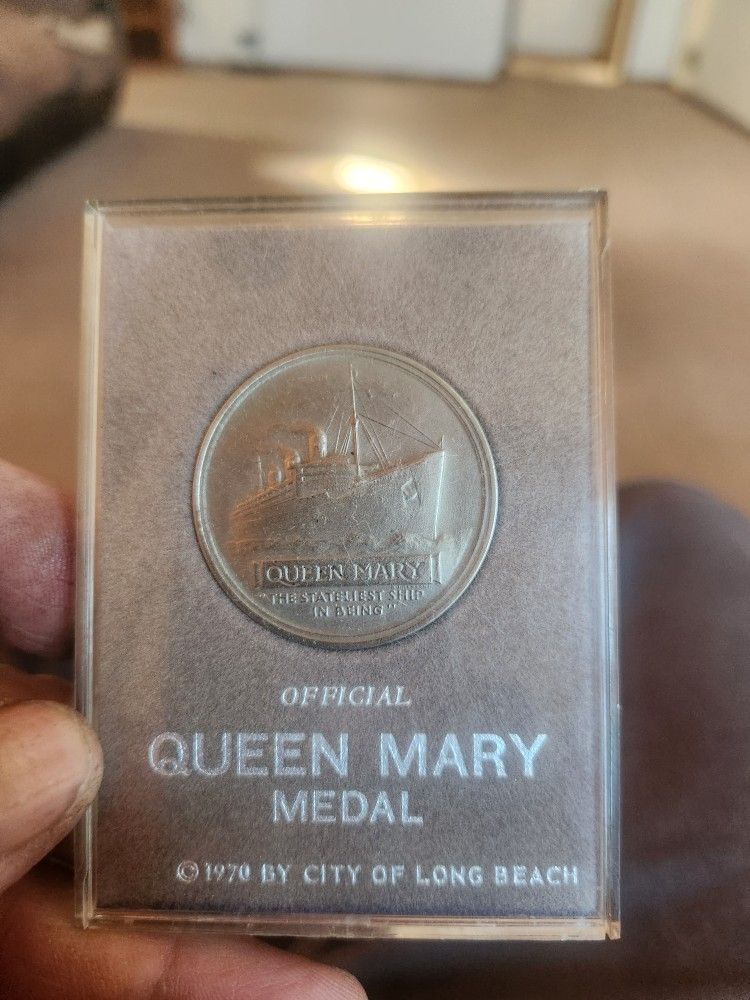 QUEEN MARY
"THE STATELIEST SHIP
IN BEING"
OFFICIAL
QUEEN MARY
MEDAL
© 1970 BY CITY OF LONG BEACH